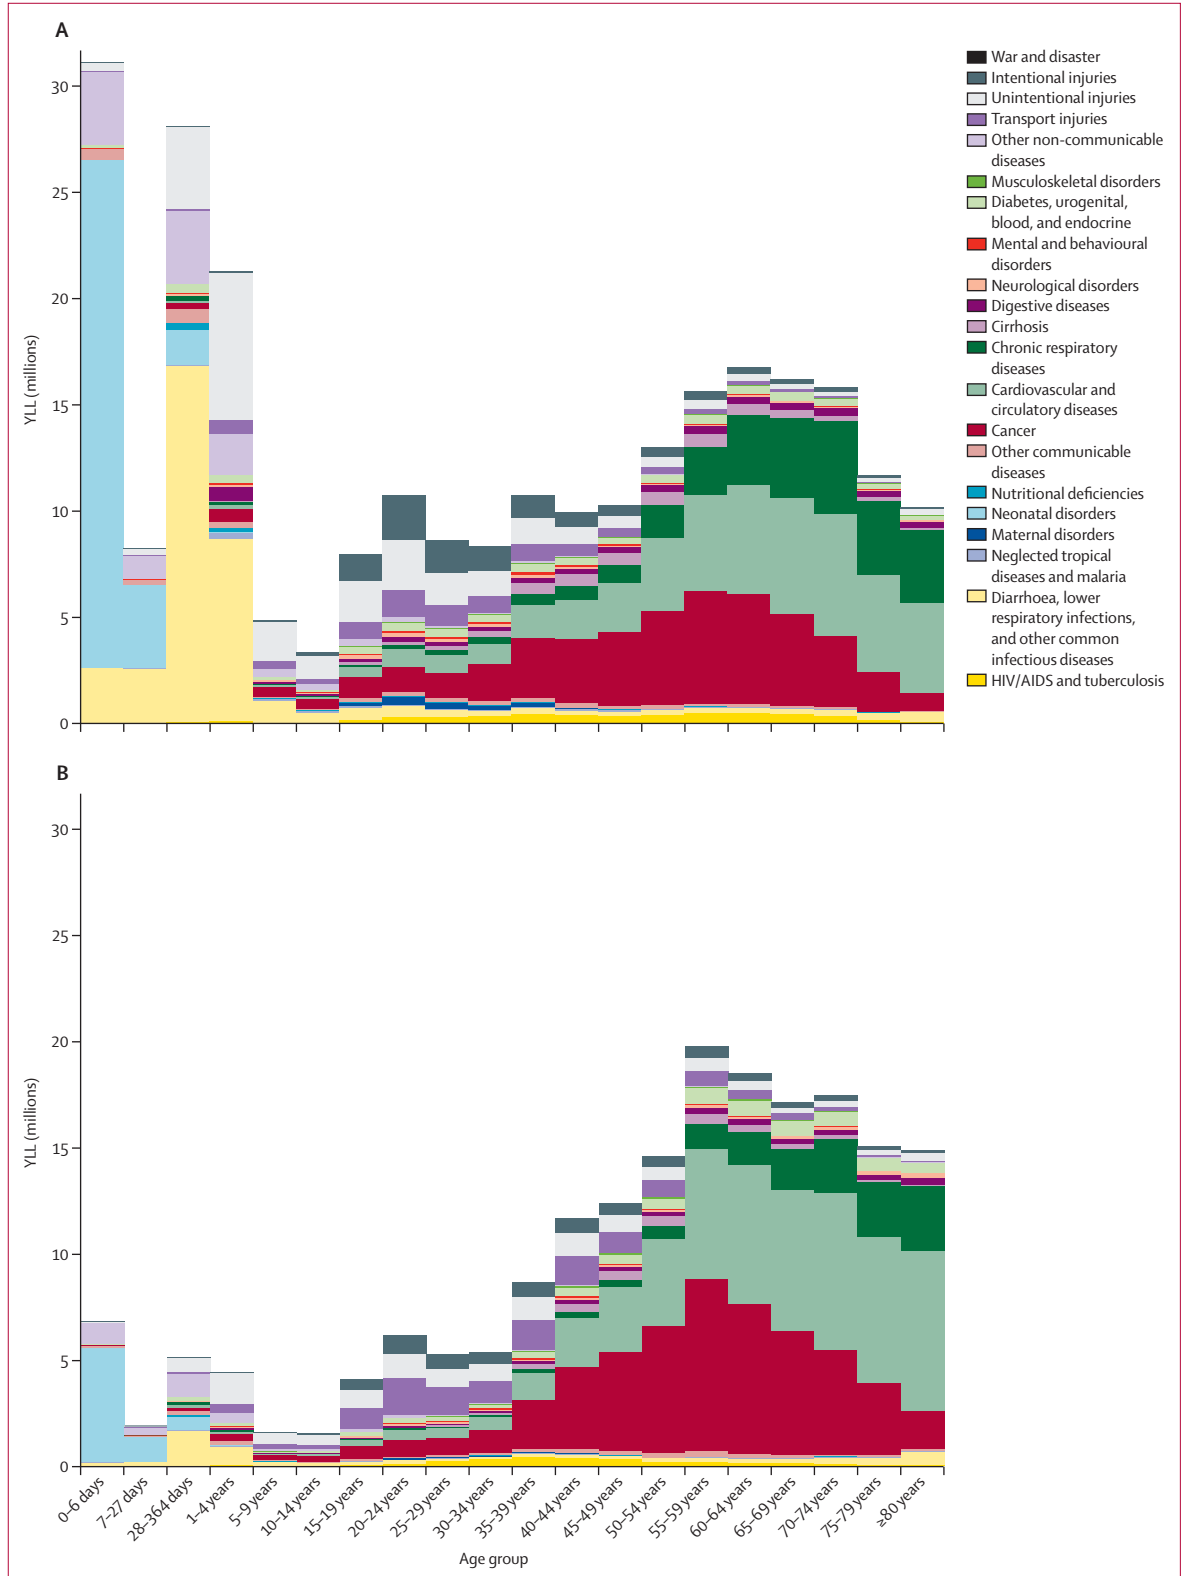 A
YLL (millions)
30
25
20
15
10
5
0
War and disaster
Intentional injuries
Unintentional injuries
Transport injuries
Other non-communicable
diseases
Musculoskeletal disorders
Diabetes, urogenital,
blood, and endocrine
Mental and behavioural
disorders
Neurological disorders
Digestive diseases
Cirrhosis
Chronic respiratory
diseases
Cardiovascular and
circulatory diseases
Cancer
Other communicable
diseases
Nutritional deficiencies
Neonatal disorders
Maternal disorders
Neglected tropical
diseases and malaria
Diarrhoea, lower
respiratory infections,
and other common
infectious diseases
HIV/AIDS and tuberculosis
B
YLL (millions)
30
25
20
15
10
5
0
0–6 days
7–27 days
28–364 days
1–4 years
5–9 years
10–14 years
15–19 years
20–24 years
25–29 years
30–34 years
35–39 years
40–44 years
45–49 years
50–54 years
55–59 years
60–64 years
65–69 years
70–74 years
75–79 years
≥80 years
Age group